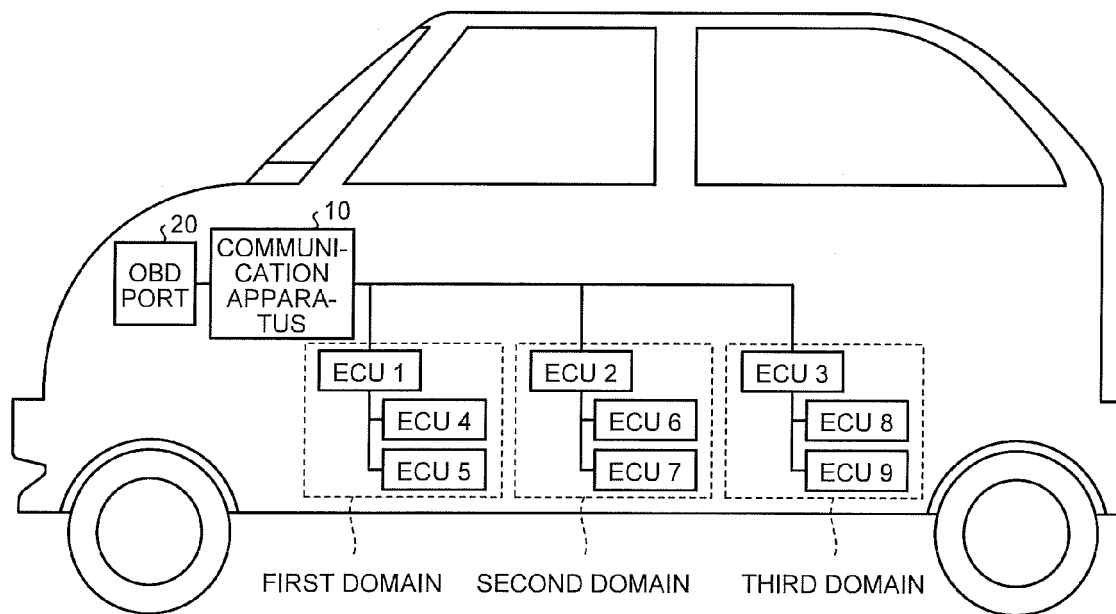 20
10
OBD
PORT
COMMUNI-
CATION
APPARA-
TUS
ECU 1
ECU 2
ECU 3
ECU 4
ECU 6
ECU 8
ECU 5
ECU 7
ECU 9
FIRST DOMAIN
SECOND DOMAIN
THIRD DOMAIN